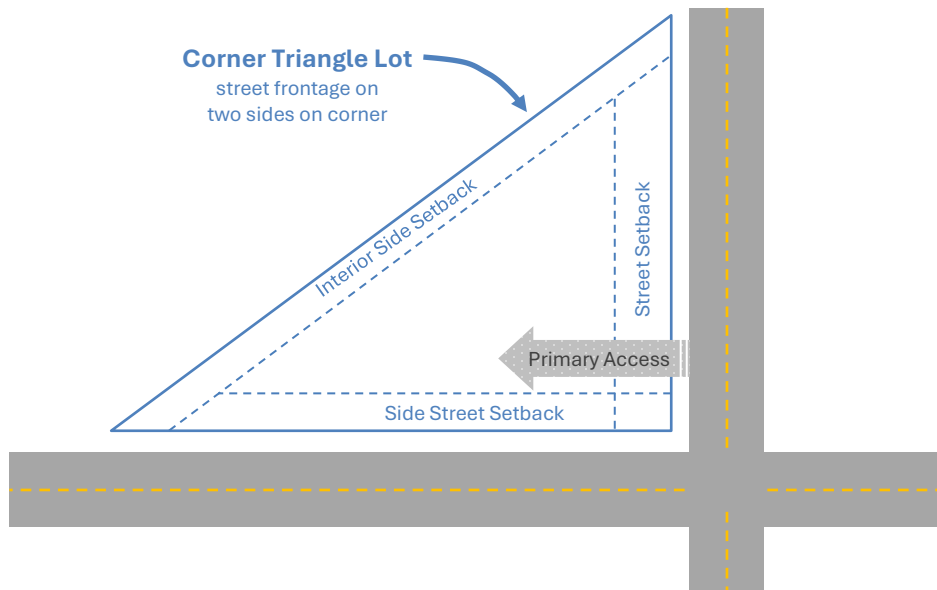 Corner Triangle Lot
street frontage on
two sides on corner
Interior Side Setback
Street Setback
Primary Access
Side Street Setback